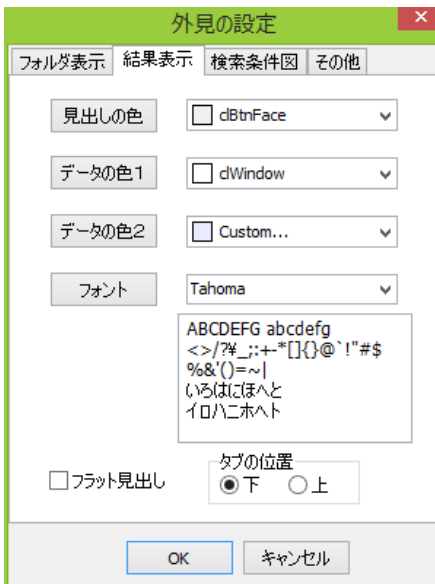 外見の設定
フォルダ表示 結果表示 検索条件図 その他
見出しの色 clBtnFace
データの色1 clWindow
データの色2 Custom...
フォント Tahoma
ABCDEFG abcdefg
<>/?¥_;:+-*[]{}@`!"#$
%&'()=~|
いろはにほへと
イロハニホヘト
フラット見出し
タブの位置
下 上
OK キャンセル